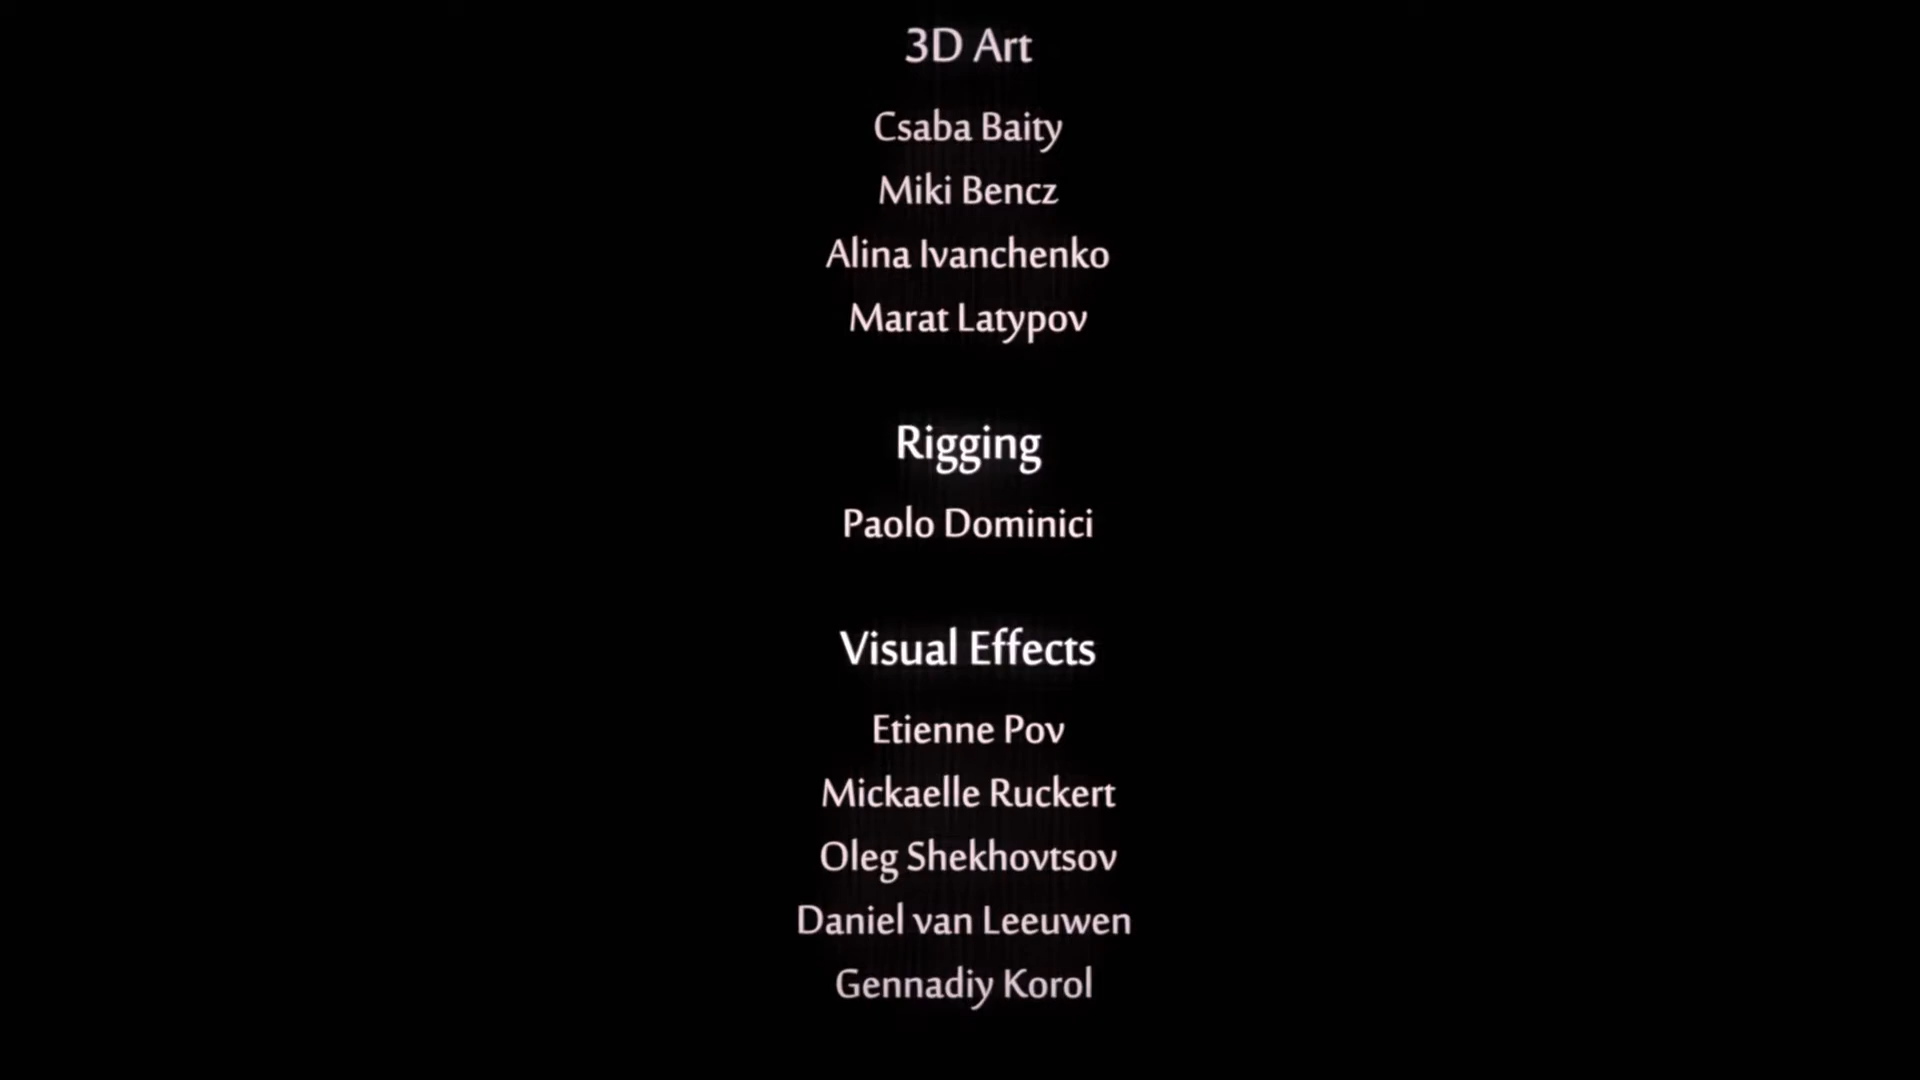 3D Art
Csaba Baity
Miki Bencz
Alina Ivanchenko
Marat Latypov
Rigging
Paolo Dominici
Visual Effects
Etienne Pov
Mickaelle Ruckert
Oleg Shekhovtsov
Daniel van Leeuwen
Gennadiy Korol